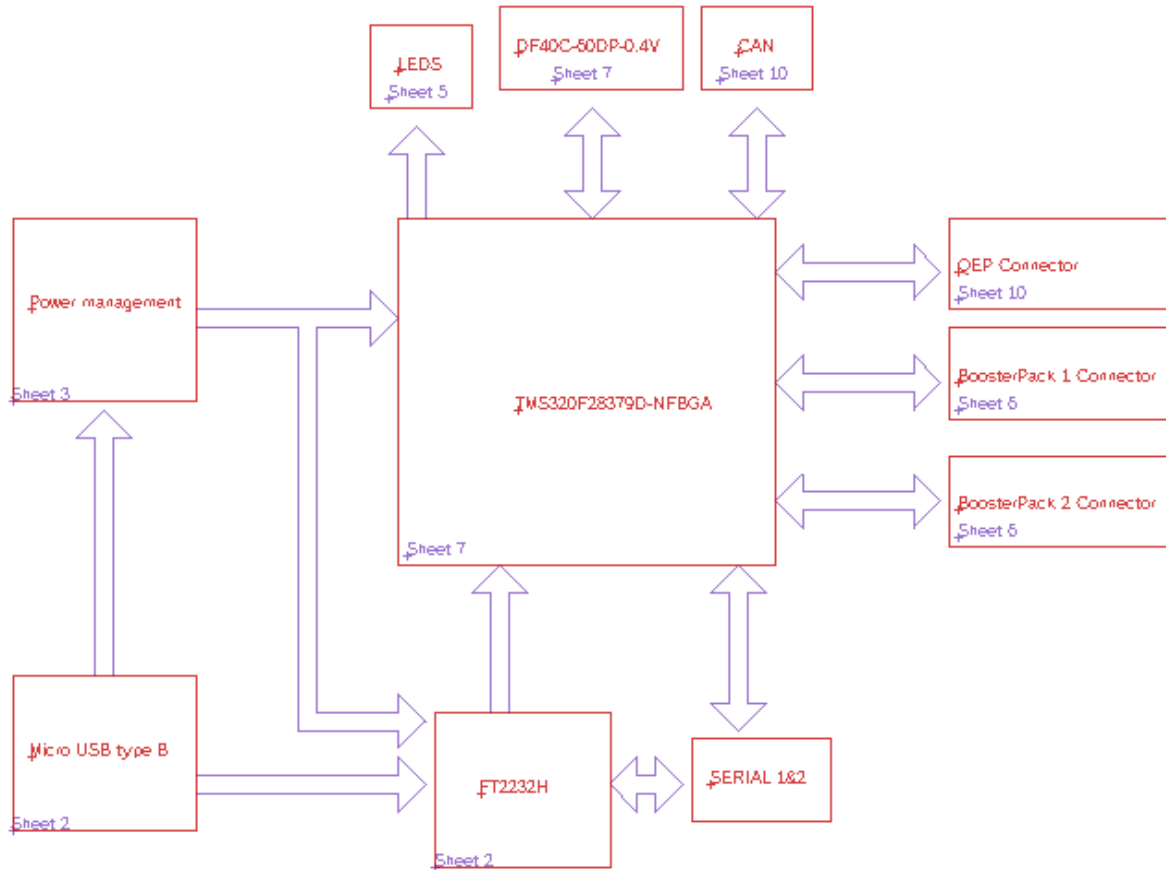 LEDS
Sheet 5
DF40C-60DP-0.4V
Sheet 7
CAN
Sheet 10
Power management
Sheet 3
TMS320F28379D-NFBGA
Sheet 7
QEP Connector
Sheet 10
BoosterPack 1 Connector
Sheet 6
BoosterPack 2 Connector
Sheet 6
Micro USB type B
Sheet 2
FT2232H
Sheet 2
SERIAL 1&2